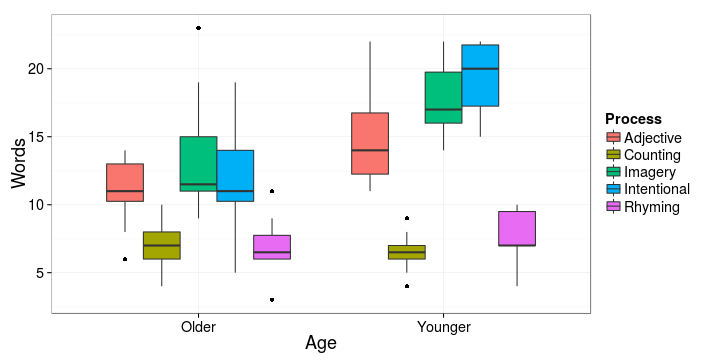 Words
20
15
10
5
Older
Younger
Age
Process
Adjective
Counting
Imagery
Intentional
Rhyming